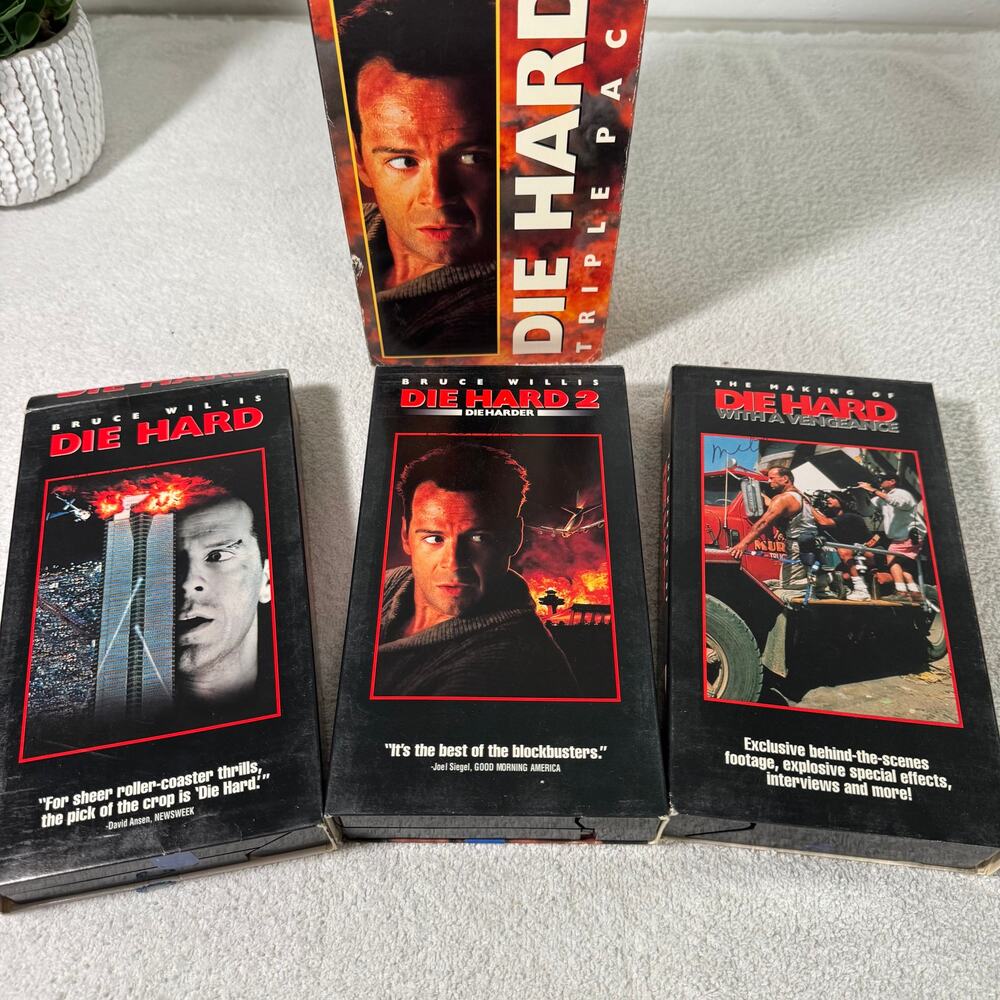 DIE HARD
TRIPLE PAC
DIE HARD
BRUCE WILLIS
DIE HARD
"For sheer roller-coaster thrills,
the pick of the crop is 'Die Hard.'"
-David Ansen, NEWSWEEK
BRUCE WILLIS
DIE HARD 2
DIE HARDER
"It's the best of the blockbusters."
-Joel Siegel, GOOD MORNING AMERICA
THE MAKING OF
DIE HARD
WITH A VENGEANCE
Exclusive behind-the-scenes
footage, explosive special effects,
interviews and more!